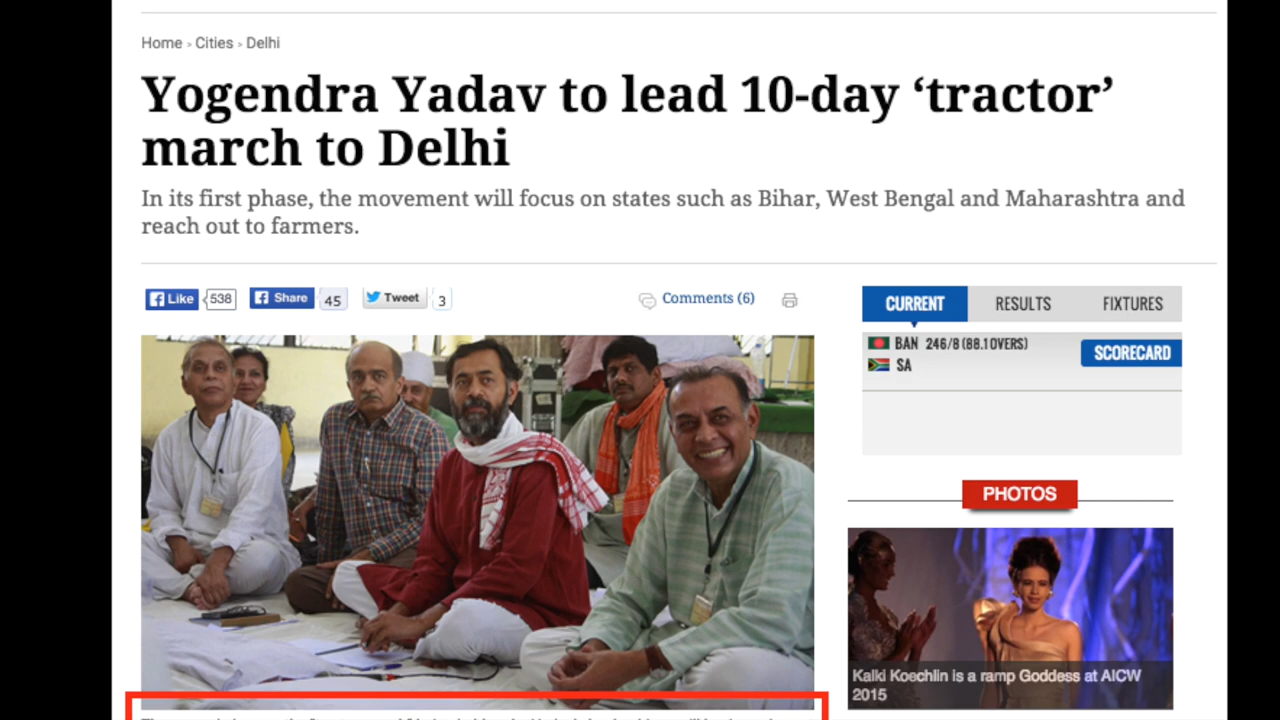 Home > Cities > Delhi
Yogendra Yadav to lead 10-day ‘tractor’
march to Delhi
In its first phase, the movement will focus on states such as Bihar, West Bengal and Maharashtra and
reach out to farmers.
Like 538 Share 45 Tweet 3 Comments (6)
CURRENT RESULTS FIXTURES
BAN 246/8 (88.1 OVERS)
SA
SCORECARD
PHOTOS
Kalki Koechlin is a ramp Goddess at AICW
2015